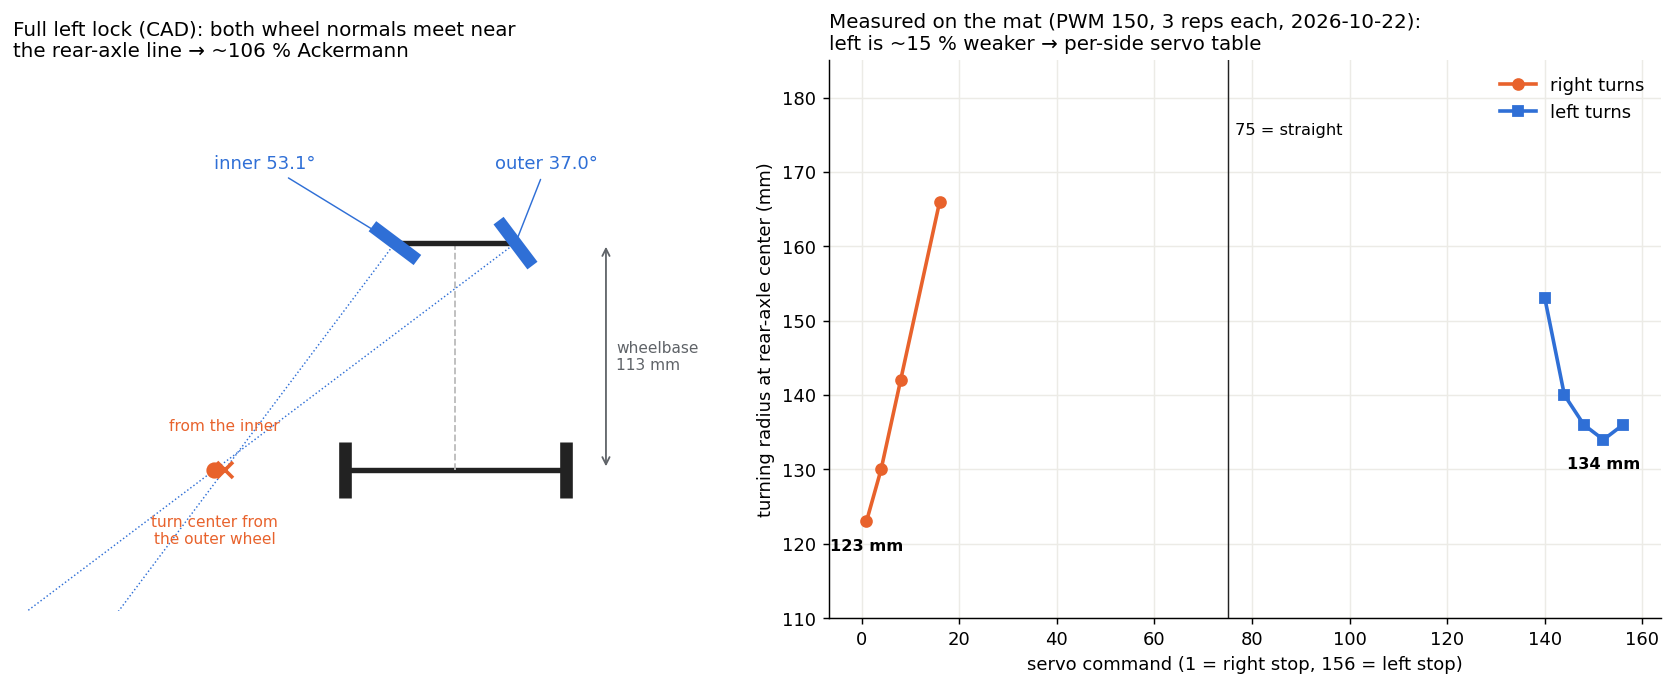 Full left lock (CAD): both wheel normals meet near
the rear-axle line → ~106 % Ackermann
inner 53.1°
outer 37.0°
wheelbase
113 mm
from the inner
turn center from
the outer wheel
Measured on the mat (PWM 150, 3 reps each, 2026-10-22):
left is ~15 % weaker → per-side servo table
right turns
left turns
75 = straight
turning radius at rear-axle center (mm)
180
170
160
150
140
130
120
110
134 mm
123 mm
0
20
40
60
80
100
120
140
160
servo command (1 = right stop, 156 = left stop)